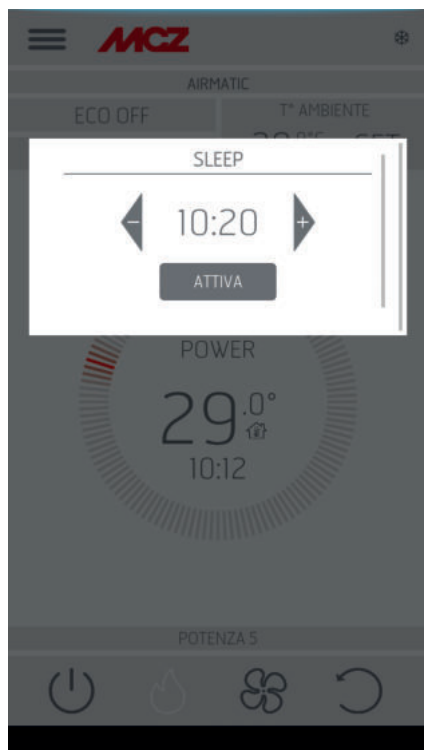 MCZ
AIRMATIC
ECO OFF
T° AMBIENTE
SLEEP
- 10:20 +
ATTIVA
POWER
29.0°
10:12
POTENZA 5